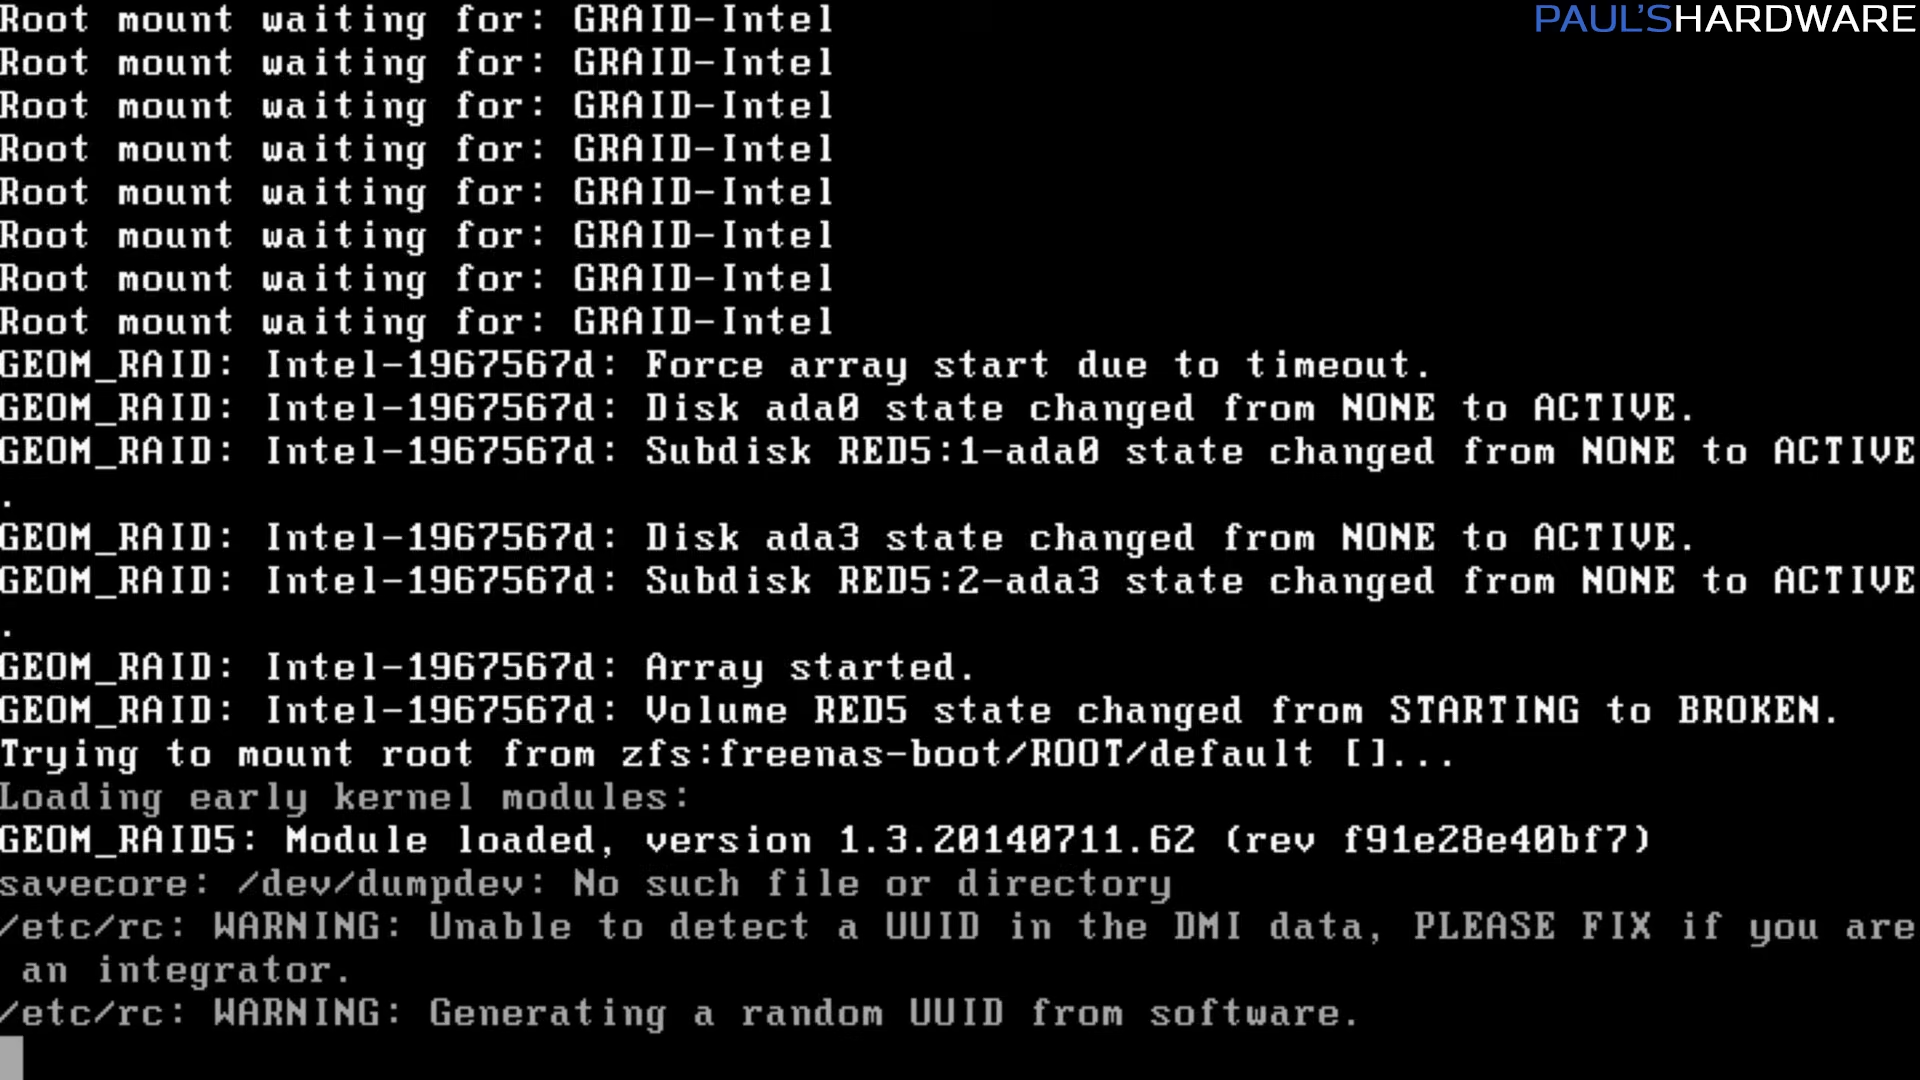 PAUL'SHARDWARE
Root mount waiting for: GRAID-Intel
Root mount waiting for: GRAID-Intel
Root mount waiting for: GRAID-Intel
Root mount waiting for: GRAID-Intel
Root mount waiting for: GRAID-Intel
Root mount waiting for: GRAID-Intel
Root mount waiting for: GRAID-Intel
Root mount waiting for: GRAID-Intel
GEOM_RAID: Intel-1967567d: Force array start due to timeout.
GEOM_RAID: Intel-1967567d: Disk ada0 state changed from NONE to ACTIVE.
GEOM_RAID: Intel-1967567d: Subdisk RED5:1-ada0 state changed from NONE to ACTIVE
.
GEOM_RAID: Intel-1967567d: Disk ada3 state changed from NONE to ACTIVE.
GEOM_RAID: Intel-1967567d: Subdisk RED5:2-ada3 state changed from NONE to ACTIVE
.
GEOM_RAID: Intel-1967567d: Array started.
GEOM_RAID: Intel-1967567d: Volume RED5 state changed from STARTING to BROKEN.
Trying to mount root from zfs:freenas-boot/ROOT/default []...
Loading early kernel modules:
GEOM_RAID5: Module loaded, version 1.3.20140711.62 (rev f91e28e40bf7)
savecore: /dev/dumpdev: No such file or directory
/etc/rc: WARNING: Unable to detect a UUID in the DMI data, PLEASE FIX if you are
an integrator.
/etc/rc: WARNING: Generating a random UUID from software.